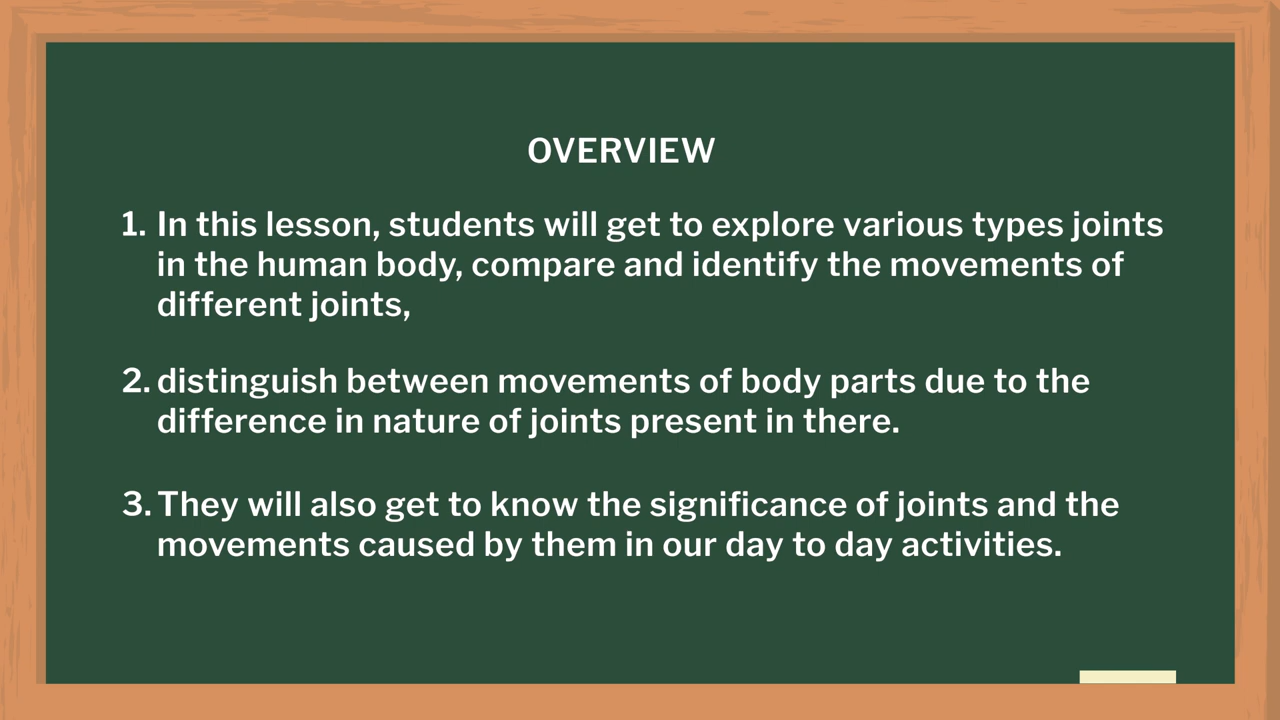 OVERVIEW
1. In this lesson, students will get to explore various types joints
in the human body, compare and identify the movements of
different joints,
2. distinguish between movements of body parts due to the
difference in nature of joints present in there.
3. They will also get to know the significance of joints and the
movements caused by them in our day to day activities.